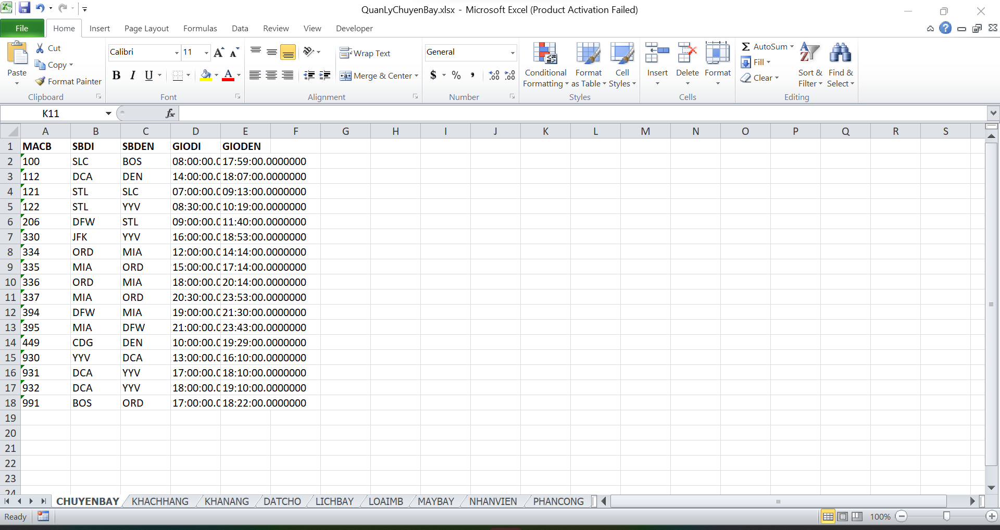 QuanLyChuyenBay.xlsx - Microsoft Excel (Product Activation Failed)
File Home Insert Page Layout Formulas Data Review View Developer
Paste
Cut
Copy
Format Painter
Clipboard
Calibri 11
B I U
Font
Wrap Text
Merge & Center
Alignment
General
$ % ,
Number
Conditional Formatting
Format as Table
Cell Styles
Styles
Insert Delete Format
Cells
Σ AutoSum
Fill
Clear
Sort & Filter
Find & Select
Editing
K11 fx
A B C D E F G H I J K L M N O P Q R S
1 MACB SBDI SBDEN GIODI GIODEN
2 100 SLC BOS 08:00:00.0 17:59:00.0000000
3 112 DCA DEN 14:00:00.0 18:07:00.0000000
4 121 STL SLC 07:00:00.0 09:13:00.0000000
5 122 STL YYV 08:30:00.0 10:19:00.0000000
6 206 DFW STL 09:00:00.0 11:40:00.0000000
7 330 JFK YYV 16:00:00.0 18:53:00.0000000
8 334 ORD MIA 12:00:00.0 14:14:00.0000000
9 335 MIA ORD 15:00:00.0 17:14:00.0000000
10 336 ORD MIA 18:00:00.0 20:14:00.0000000
11 337 MIA ORD 20:30:00.0 23:53:00.0000000
12 394 DFW MIA 19:00:00.0 21:30:00.0000000
13 395 MIA DFW 21:00:00.0 23:43:00.0000000
14 449 CDG DEN 10:00:00.0 19:29:00.0000000
15 930 YYV DCA 13:00:00.0 16:10:00.0000000
16 931 DCA YYV 17:00:00.0 18:10:00.0000000
17 932 DCA YYV 18:00:00.0 19:10:00.0000000
18 991 BOS ORD 17:00:00.0 18:22:00.0000000
19
20
21
22
23
24
CHUYENBAY KHACHHANG KHANANG DATCHO LICHBAY LOAIMB MAYBAY NHANVIEN PHANCONG
Ready 100%